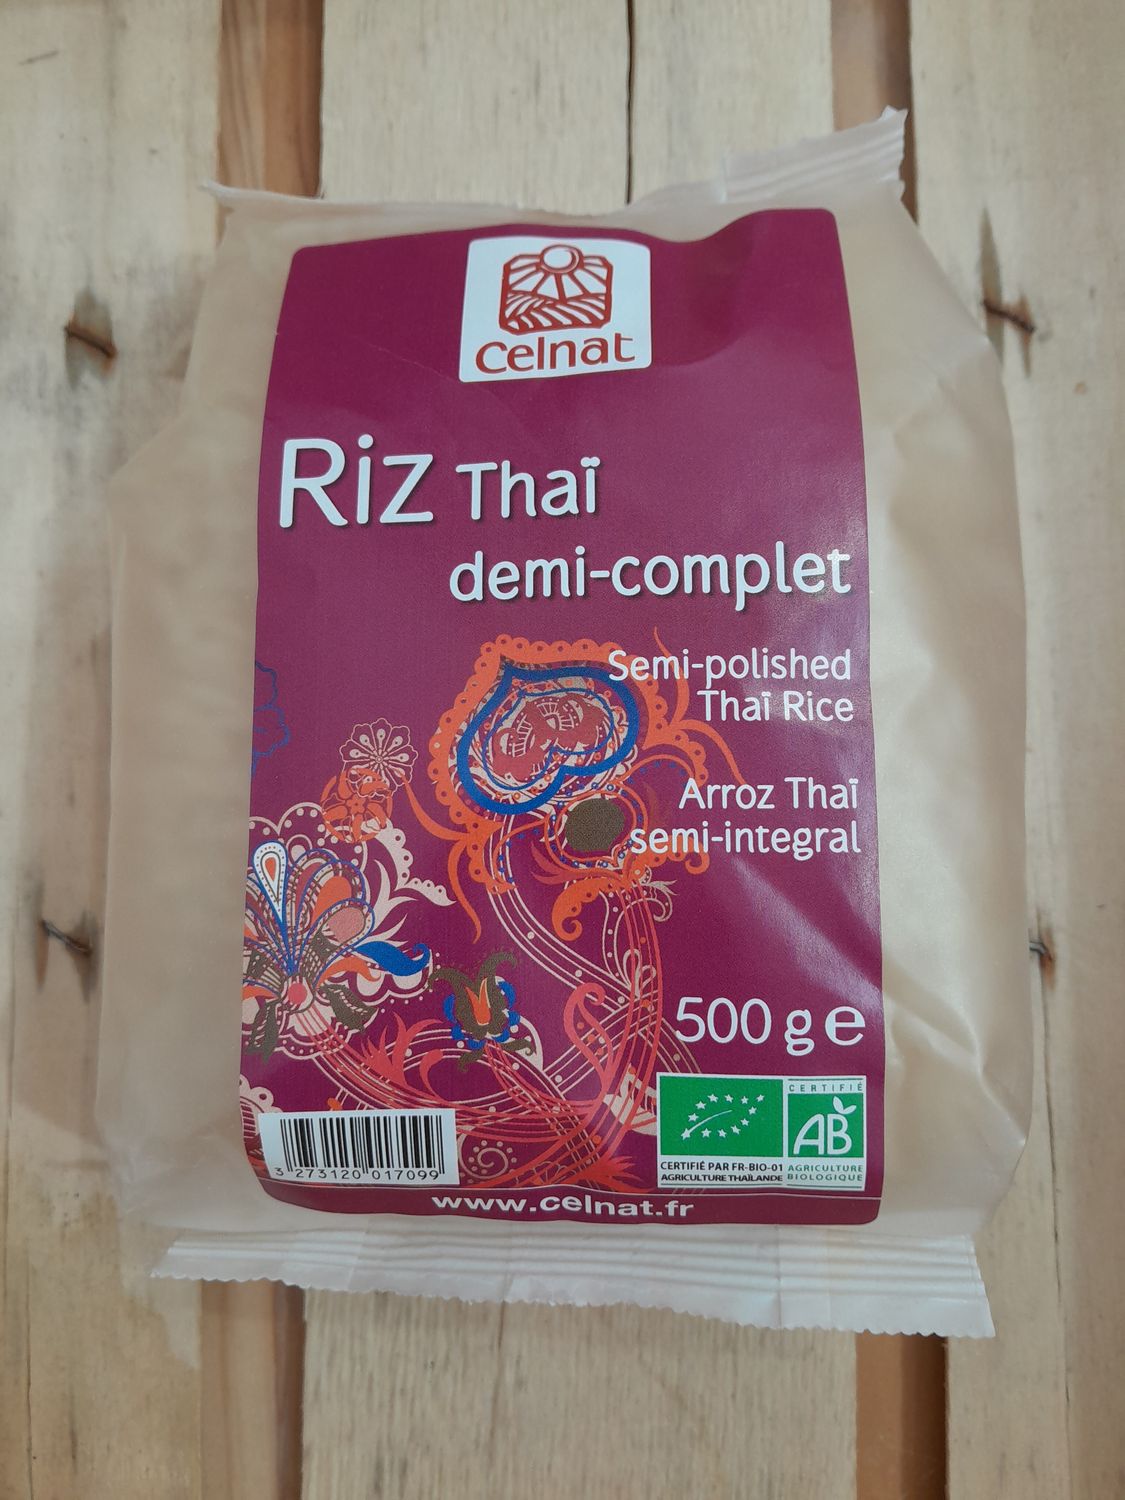 Celnat
Riz Thaï
demi-complet
Semi-polished
Thaï Rice
Arroz Thaï
semi-integral
500 g e
CERTIFIÉ
AB
CERTIFIÉ PAR FR-BIO-01
AGRICULTURE THAÏLANDE
AGRICULTURE
BIOLOGIQUE
3 273120 017099
www.celnat.fr